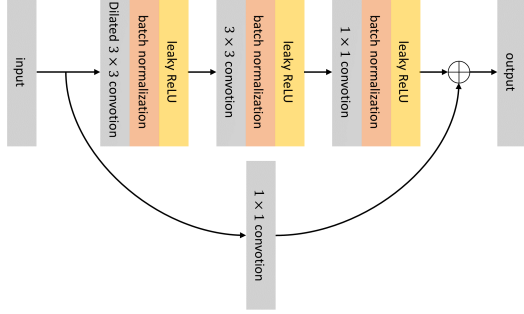 input
Dilated 3 × 3 convotion
batch normalization
leaky ReLU
3 × 3 convotion
batch normalization
leaky ReLU
1 × 1 convotion
batch normalization
leaky ReLU
output
1 × 1 convotion